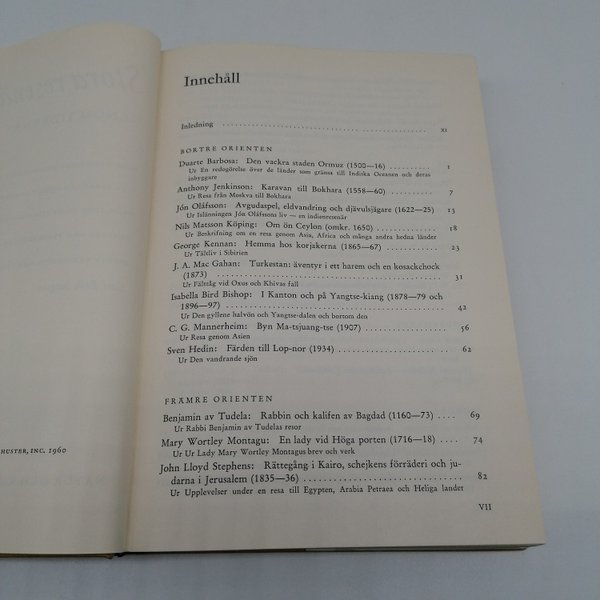 HUSTER, INC. 1960
Innehåll
Inledning ........ XI
BORTRE ORIENTEN
Duarte Barbosa: Den vackra staden Ormuz (1500—16) ........ 1
Ur En redogörelse över de länder som gränsa till Indiska Oceanen och deras
inbyggare
Anthony Jenkinson: Karavan till Bokhara (1558—60) ........ 7
Ur Resa från Moskva till Bokhara
Jón Oláfsson: Avgudaspel, eldvandring och djävulsjägare (1622—25) 13
Ur Islänningen Jón Olafssons liv — en indienresenär
Nils Matsson Köping: Om ön Ceylon (omkr. 1650) ........ 18
Ur Beskrifning om en resa genom Asia, Africa och många andra hedna länder
George Kennan: Hemma hos korjakerna (1865—67) ........ 23
Ur Tältliv i Sibirien
J. A. Mac Gahan: Turkestan: äventyr i ett harem och en kosackchock
(1873) ........ 31
Ur Fälttåg vid Oxus och Khivas fall
Isabella Bird Bishop: I Kanton och på Yangtse-kiang (1878—79 och
1896—97) ........ 42
Ur Den gyllene halvön och Yangtse-dalen och bortom den
C. G. Mannerheim: Byn Ma-tsjuang-tse (1907) ........ 56
Ur Resa genom Asien
Sven Hedin: Färden till Lop-nor (1934) ........ 62
Ur Den vandrande sjön
FRÄMRE ORIENTEN
Benjamin av Tudela: Rabbin och kalifen av Bagdad (1160—73) .... 69
Ur Rabbi Benjamin av Tudelas resor
Mary Wortley Montagu: En lady vid Höga porten (1716—18) .... 74
Ur Ur Lady Mary Wortley Montagus brev och verk
John Lloyd Stephens: Rättegång i Kairo, schejkens förräderi och ju-
darna i Jerusalem (1835—36) ........ 82
Ur Upplevelser under en resa till Egypten, Arabia Petraea och Heliga landet
VII